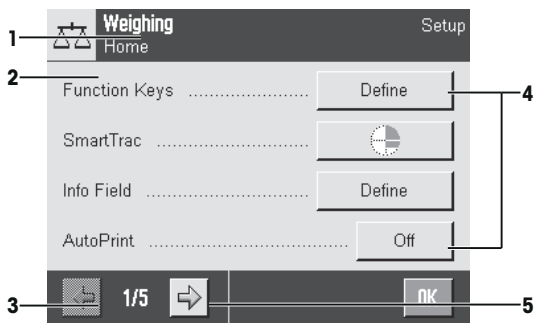 Weighing
Setup
1
Home
2
Function Keys ...................... Define
4
SmartTrac ............................
Info Field .............................. Define
AutoPrint ..................................... Off
3
1/5
OK
5